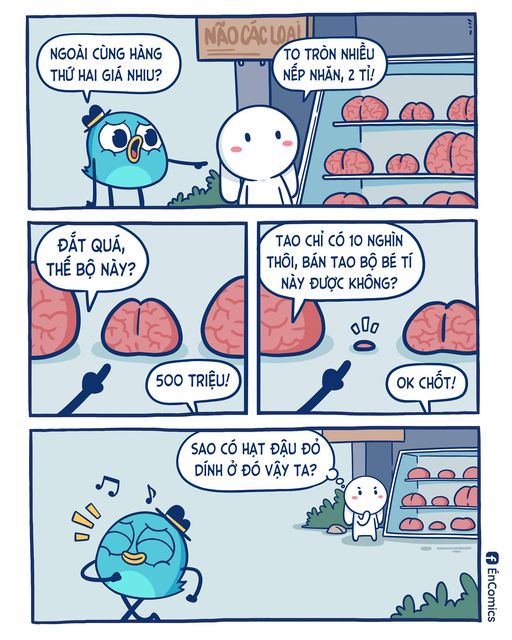 NÃO CÁC LOẠI
NGOÀI CÙNG HÀNG
THỨ HAI GIÁ NHIU?
TO TRÒN NHIỀU
NẾP NHĂN, 2 TỈ!
ĐẮT QUÁ,
THẾ BỘ NÀY?
500 TRIỆU!
TAO CHỈ CÓ 10 NGHÌN
THÔI, BÁN TAO BỘ BÉ TÍ
NÀY ĐƯỢC KHÔNG?
OK CHỐT!
SAO CÓ HẠT ĐẬU ĐỎ
DÍNH Ở ĐÓ VẬY TA?
ÉnComics